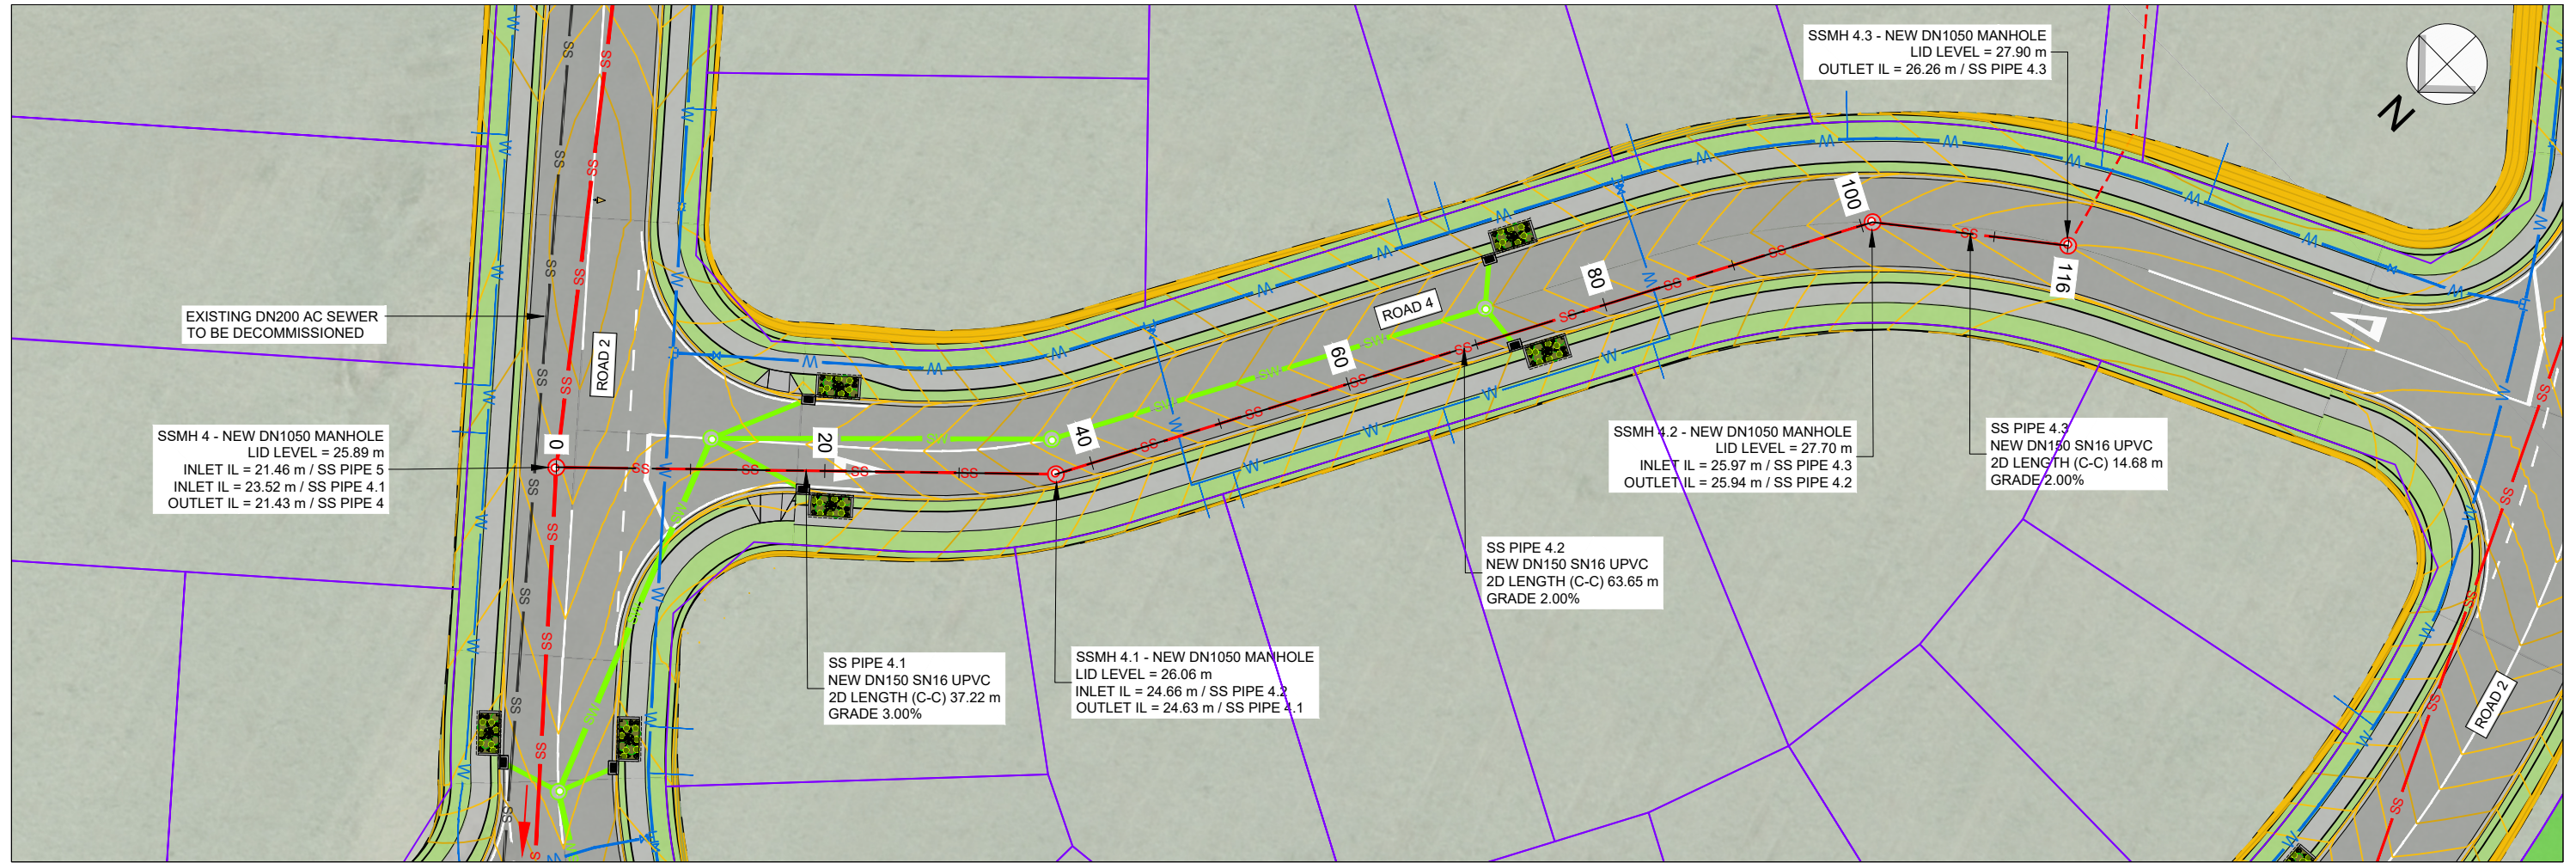 SSMH 4.3 - NEW DN1050 MANHOLE
LID LEVEL = 27.90 m
OUTLET IL = 26.26 m / SS PIPE 4.3
N
EXISTING DN200 AC SEWER
TO BE DECOMMISSIONED
ROAD 2
ROAD 4
0
20
40
60
80
100
116
SSMH 4 - NEW DN1050 MANHOLE
LID LEVEL = 25.89 m
INLET IL = 21.46 m / SS PIPE 5
INLET IL = 23.52 m / SS PIPE 4.1
OUTLET IL = 21.43 m / SS PIPE 4
SSMH 4.2 - NEW DN1050 MANHOLE
LID LEVEL = 27.70 m
INLET IL = 25.97 m / SS PIPE 4.3
OUTLET IL = 25.94 m / SS PIPE 4.2
SS PIPE 4.3
NEW DN150 SN16 UPVC
2D LENGTH (C-C) 14.68 m
GRADE 2.00%
SS PIPE 4.2
NEW DN150 SN16 UPVC
2D LENGTH (C-C) 63.65 m
GRADE 2.00%
SS PIPE 4.1
NEW DN150 SN16 UPVC
2D LENGTH (C-C) 37.22 m
GRADE 3.00%
SSMH 4.1 - NEW DN1050 MANHOLE
LID LEVEL = 26.06 m
INLET IL = 24.66 m / SS PIPE 4.2
OUTLET IL = 24.63 m / SS PIPE 4.1
ROAD 2
SS
SW
W